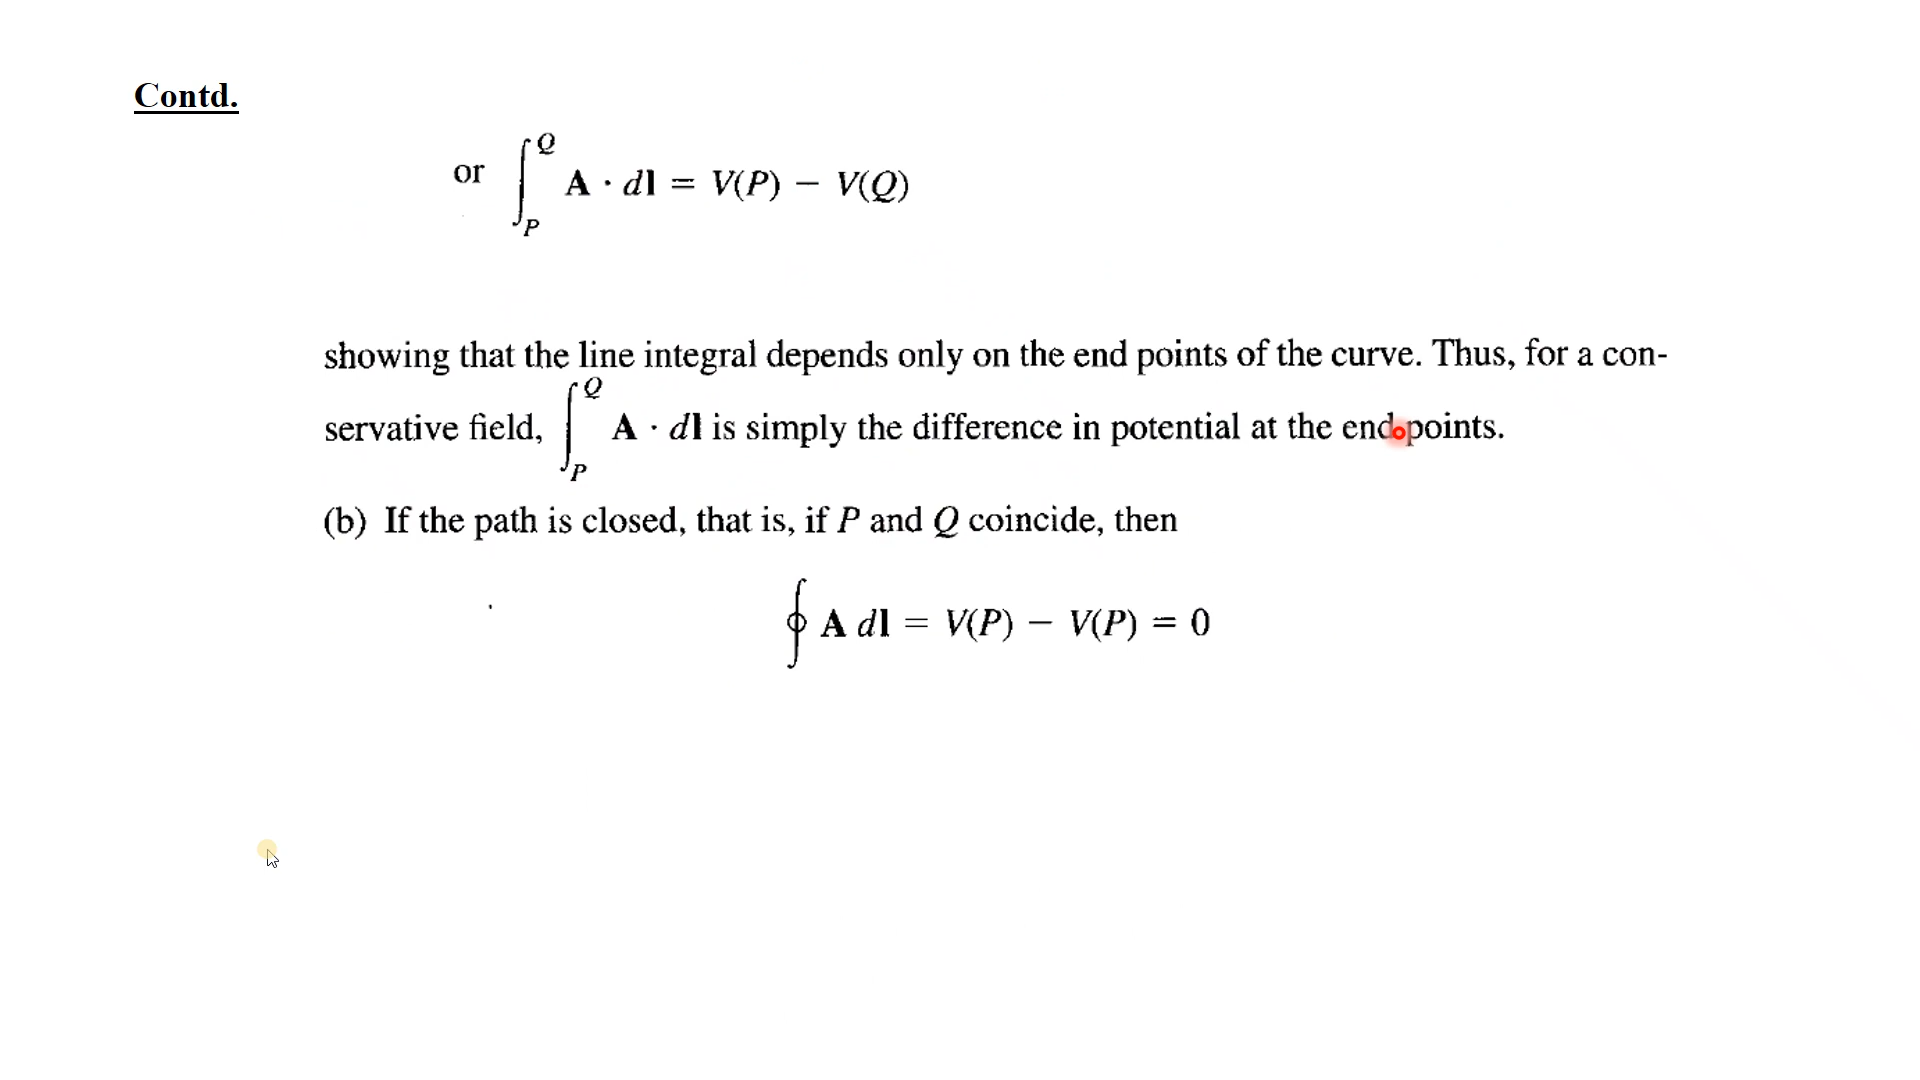 Contd.
or ∫_P^Q A · dl = V(P) − V(Q)
showing that the line integral depends only on the end points of the curve. Thus, for a con-
servative field, ∫_P^Q A · dl is simply the difference in potential at the end points.
(b) If the path is closed, that is, if P and Q coincide, then
∮ A dl = V(P) − V(P) = 0